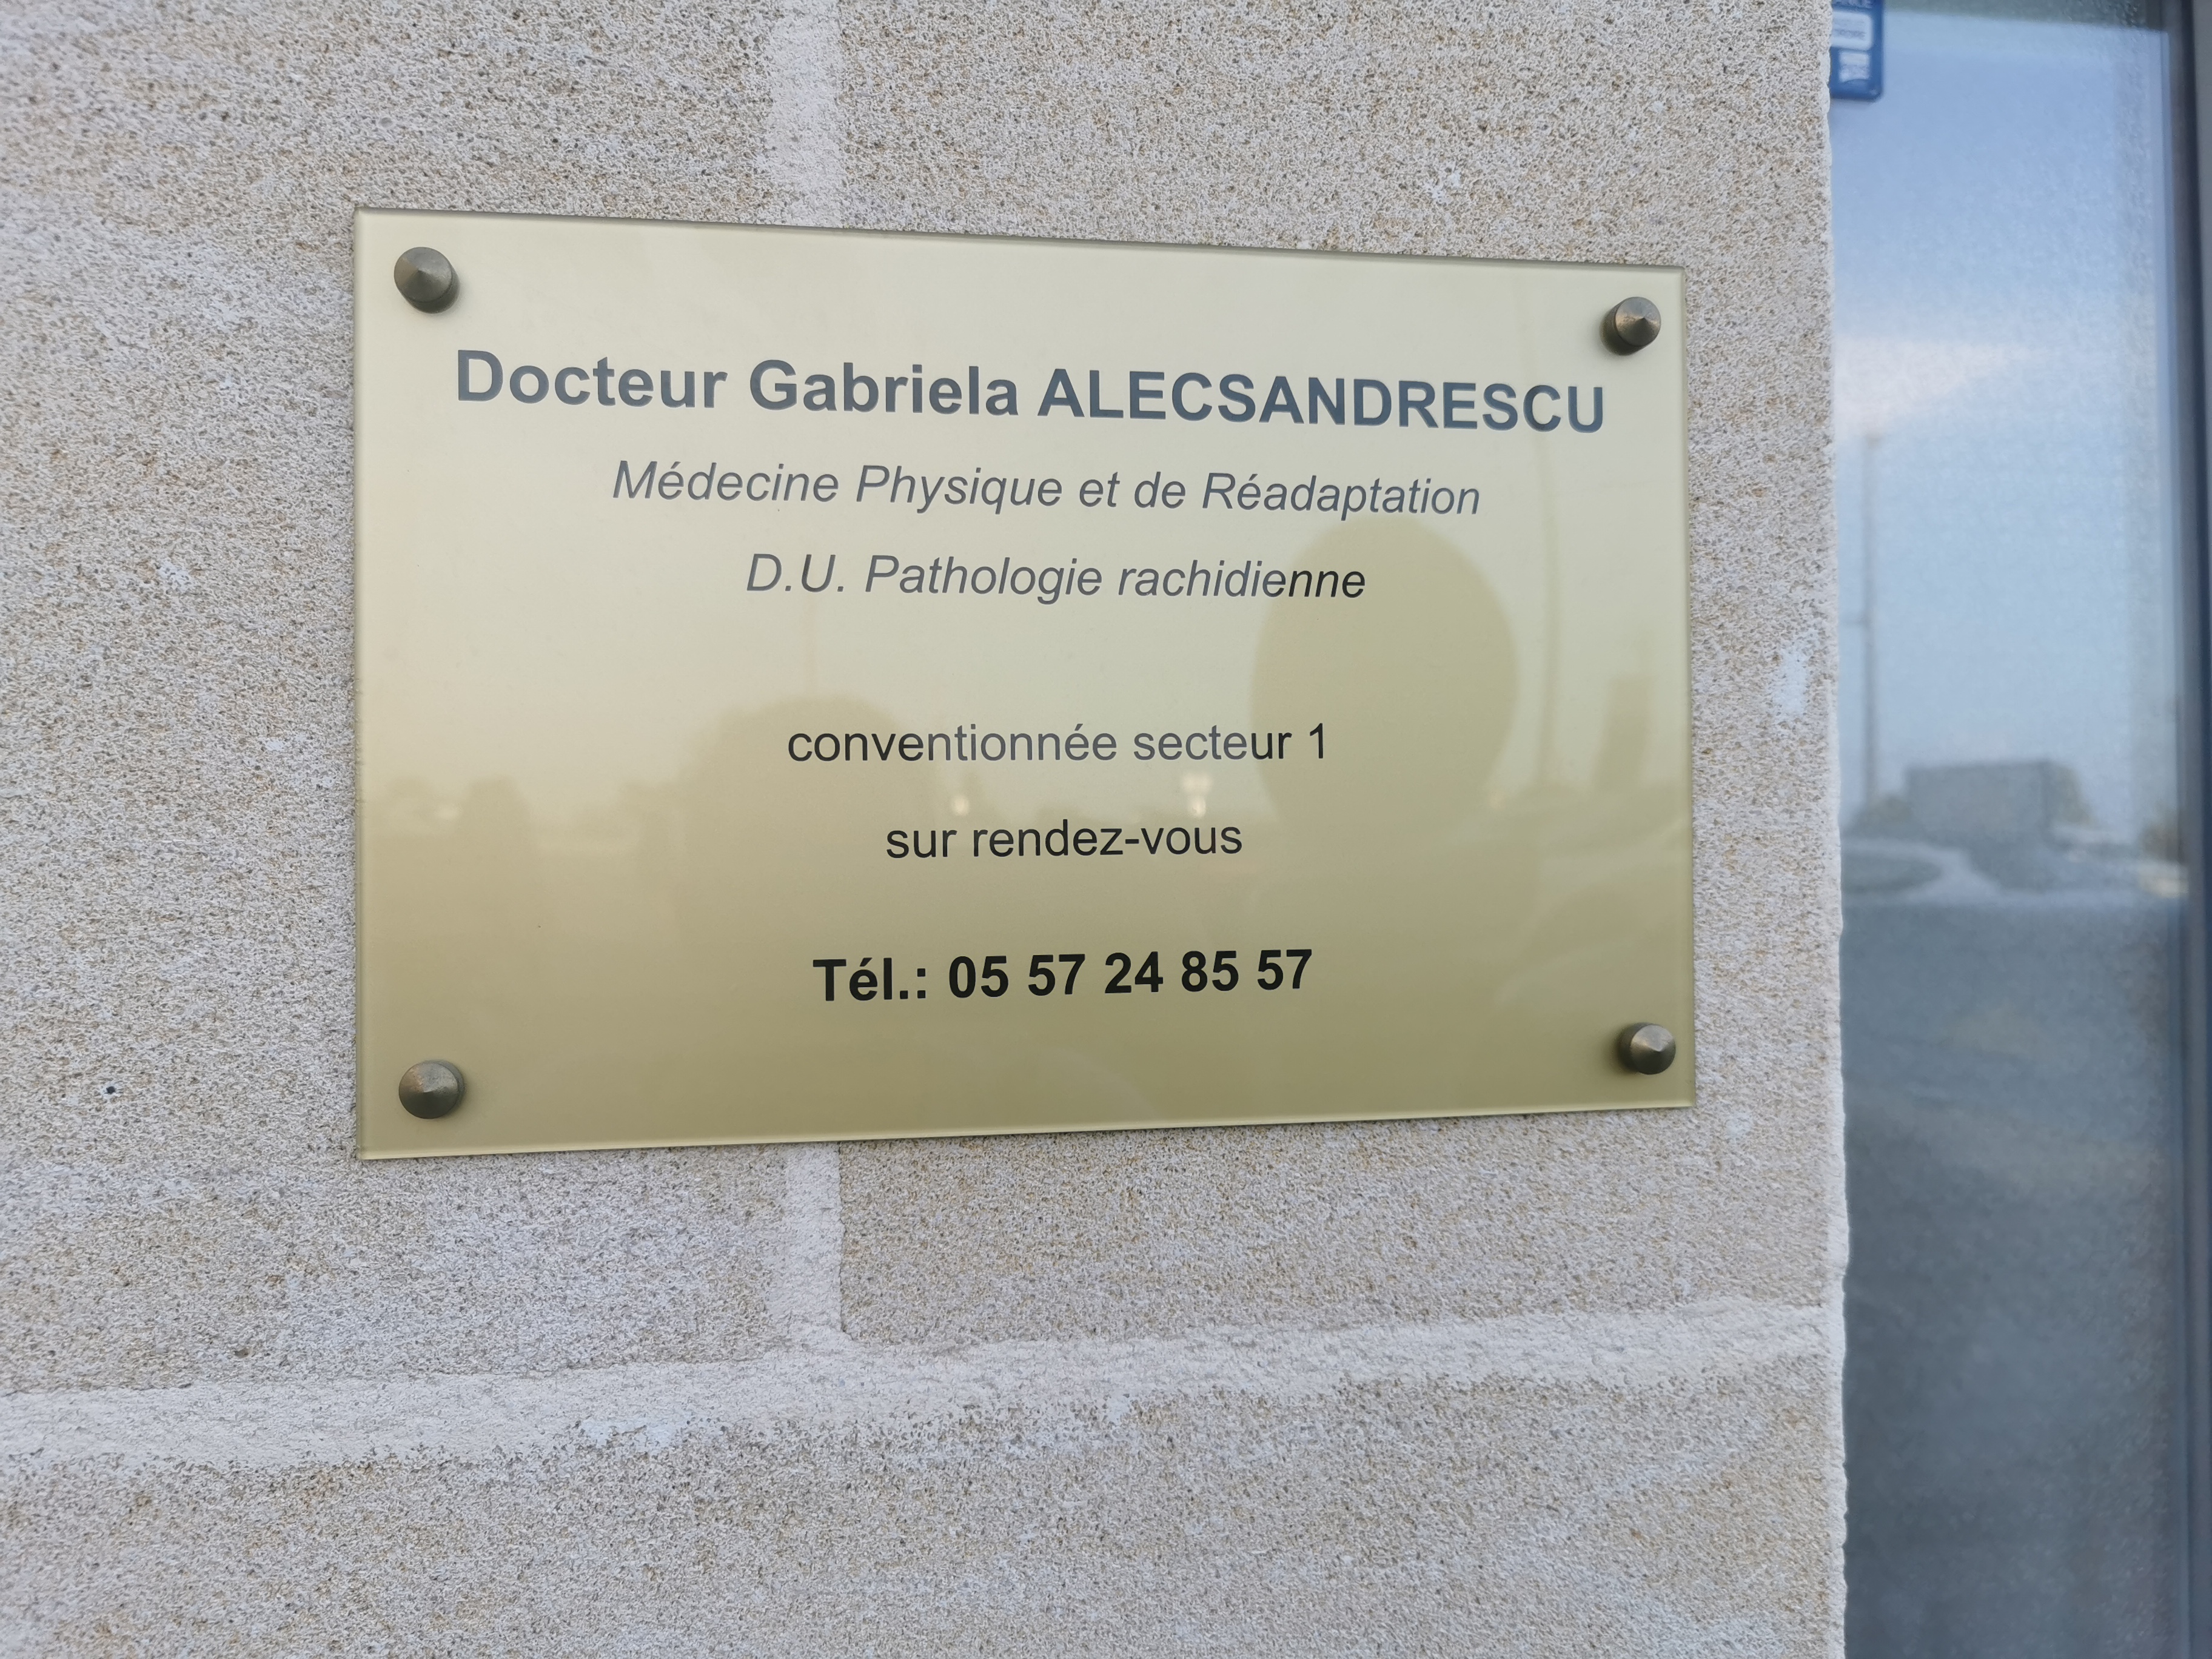 Docteur Gabriela ALECSANDRESCU
Médecine Physique et de Réadaptation
D.U. Pathologie rachidienne
conventionnée secteur 1
sur rendez-vous
Tél.: 05 57 24 85 57